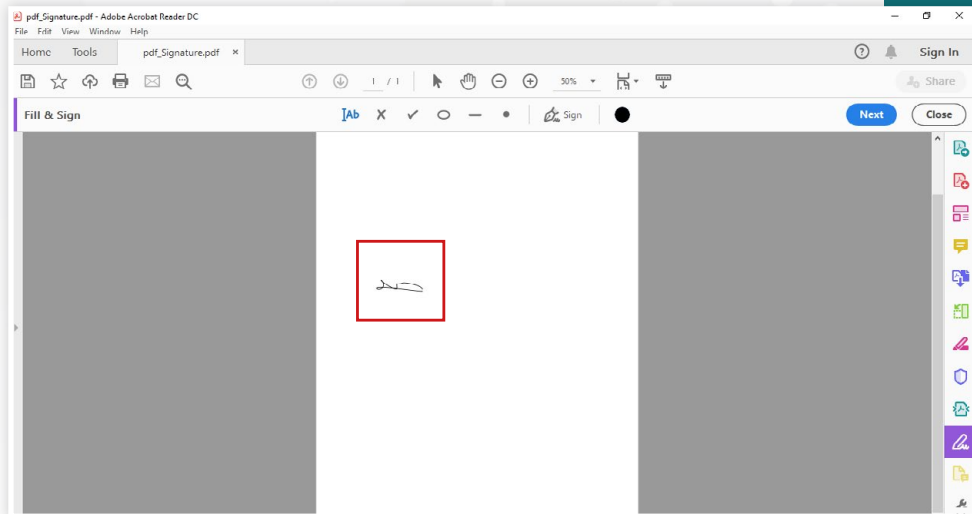 pdf_Signature.pdf - Adobe Acrobat Reader DC
File Edit View Window Help
Home Tools pdf_Signature.pdf × Sign In
1 / 1 50% Share
Fill & Sign IAb Sign Next Close